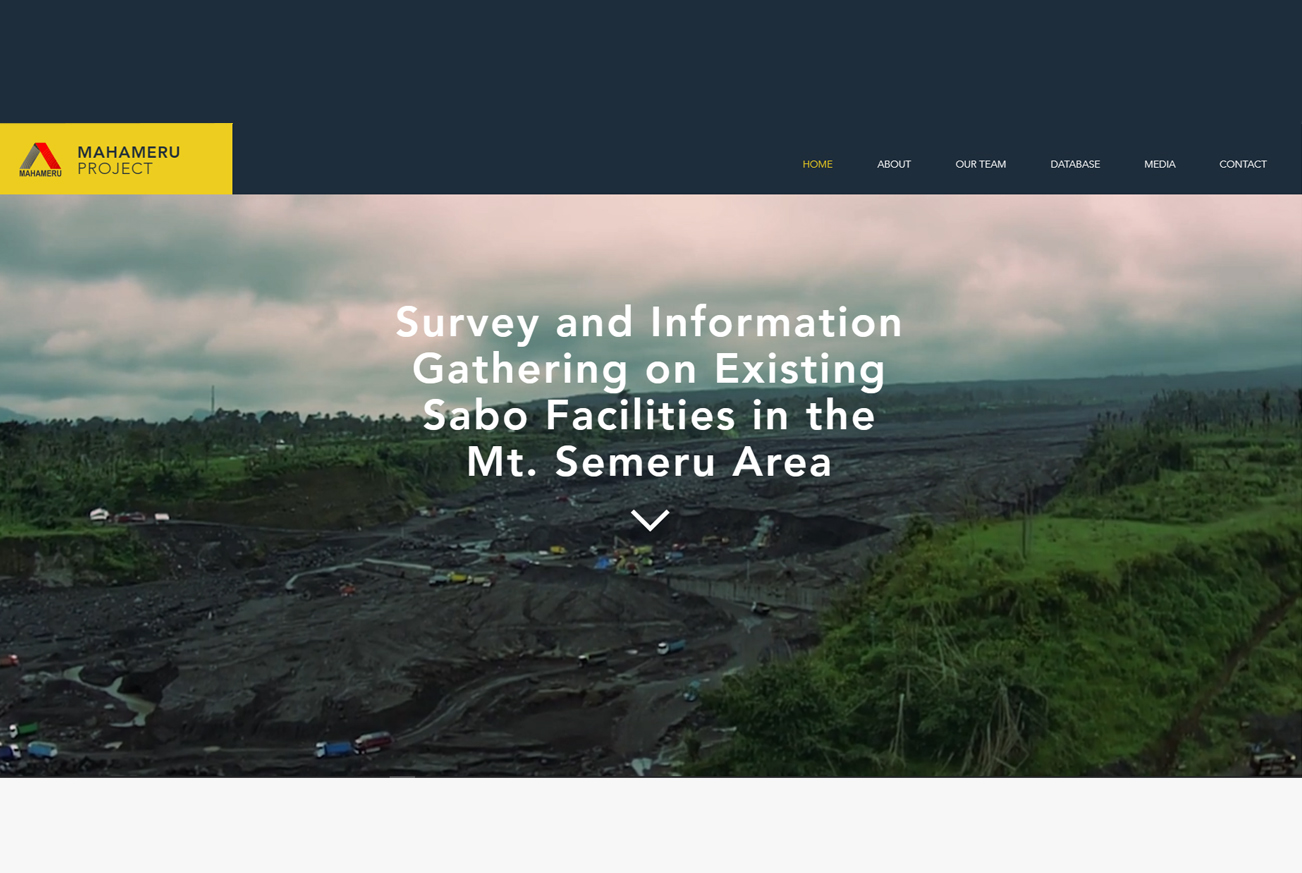 MAHAMERU
MAHAMERU
PROJECT
HOME
ABOUT
OUR TEAM
DATABASE
MEDIA
CONTACT
Survey and Information
Gathering on Existing
Sabo Facilities in the
Mt. Semeru Area